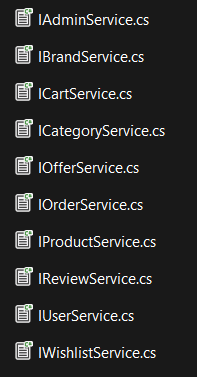 IAdminService.cs
IBrandService.cs
ICartService.cs
ICategoryService.cs
IOfferService.cs
IOrderService.cs
IProductService.cs
IReviewService.cs
IUserService.cs
IWishlistService.cs